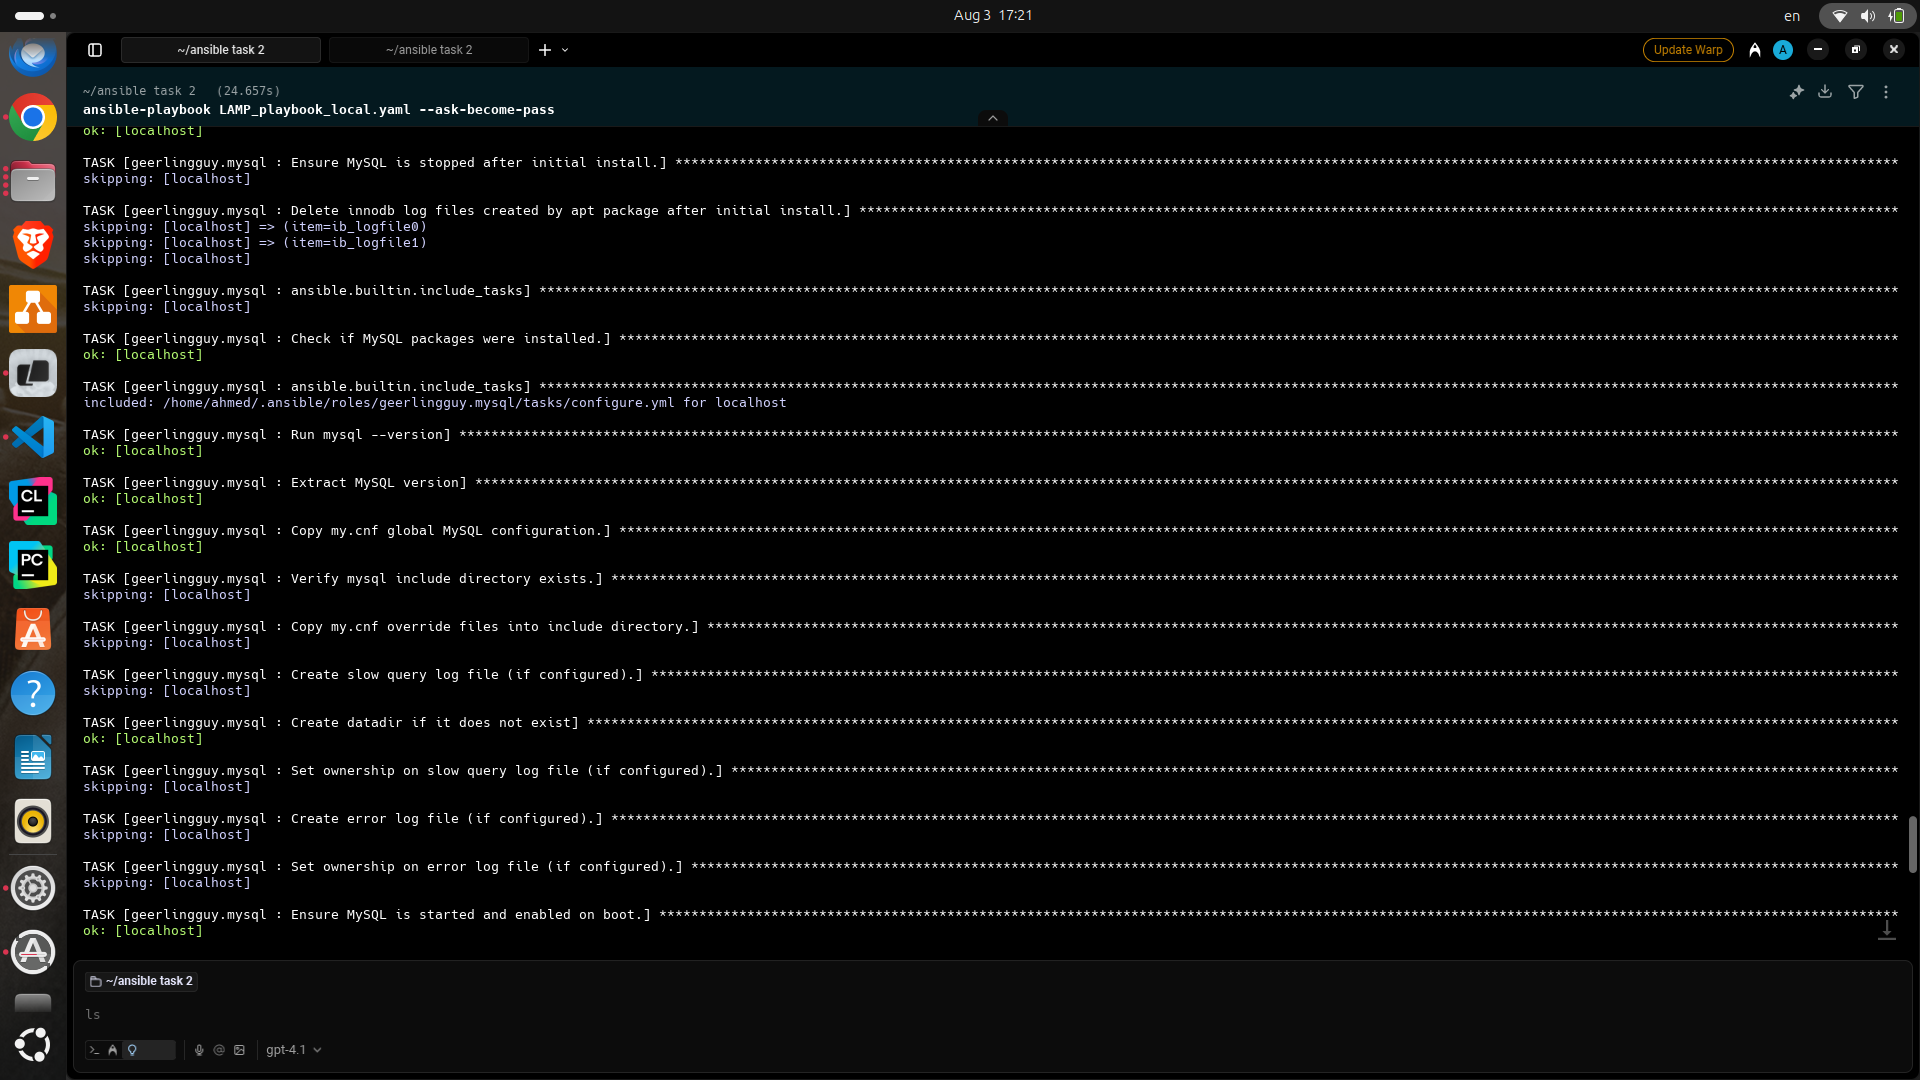 Aug 3 17:21
en
~/ansible task 2
~/ansible task 2
Update Warp
A
~/ansible task 2 (24.657s)
ansible-playbook LAMP_playbook_local.yaml --ask-become-pass
ok: [localhost]
TASK [geerlingguy.mysql : Ensure MySQL is stopped after initial install.] ****************************************************************************************************************************************************
skipping: [localhost]
TASK [geerlingguy.mysql : Delete innodb log files created by apt package after initial install.] **********************************************************************************************************************************
skipping: [localhost] => (item=ib_logfile0)
skipping: [localhost] => (item=ib_logfile1)
skipping: [localhost]
TASK [geerlingguy.mysql : ansible.builtin.include_tasks] **************************************************************************************************************************************************************************
skipping: [localhost]
TASK [geerlingguy.mysql : Check if MySQL packages were installed.] ****************************************************************************************************************************************************************
ok: [localhost]
TASK [geerlingguy.mysql : ansible.builtin.include_tasks] **************************************************************************************************************************************************************************
included: /home/ahmed/.ansible/roles/geerlingguy.mysql/tasks/configure.yml for localhost
TASK [geerlingguy.mysql : Run mysql --version] ************************************************************************************************************************************************************************************
ok: [localhost]
TASK [geerlingguy.mysql : Extract MySQL version] **********************************************************************************************************************************************************************************
ok: [localhost]
TASK [geerlingguy.mysql : Copy my.cnf global MySQL configuration.] ****************************************************************************************************************************************************************
ok: [localhost]
TASK [geerlingguy.mysql : Verify mysql include directory exists.] *****************************************************************************************************************************************************************
skipping: [localhost]
TASK [geerlingguy.mysql : Copy my.cnf override files into include directory.] *****************************************************************************************************************************************************
skipping: [localhost]
TASK [geerlingguy.mysql : Create slow query log file (if configured).] ************************************************************************************************************************************************************
skipping: [localhost]
TASK [geerlingguy.mysql : Create datadir if it does not exist] ********************************************************************************************************************************************************************
ok: [localhost]
TASK [geerlingguy.mysql : Set ownership on slow query log file (if configured).] **************************************************************************************************************************************************
skipping: [localhost]
TASK [geerlingguy.mysql : Create error log file (if configured).] *****************************************************************************************************************************************************************
skipping: [localhost]
TASK [geerlingguy.mysql : Set ownership on error log file (if configured).] *******************************************************************************************************************************************************
skipping: [localhost]
TASK [geerlingguy.mysql : Ensure MySQL is started and enabled on boot.] ***********************************************************************************************************************************************************
ok: [localhost]
CL
PC
~/ansible task 2
ls
gpt-4.1